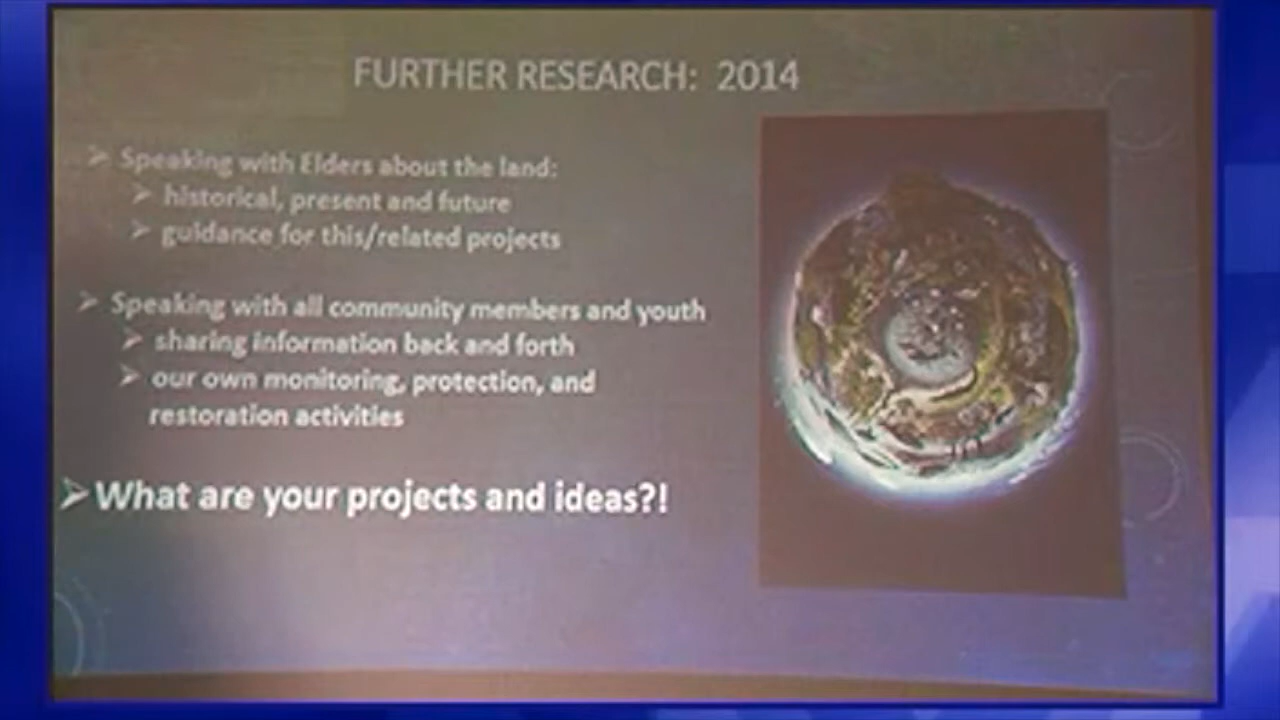 FURTHER RESEARCH: 2014
➢ Speaking with Elders about the land:
➢ historical, present and future
➢ guidance for this/related projects
➢ Speaking with all community members and youth
➢ sharing information back and forth
➢ our own monitoring, protection, and
restoration activities
➢ What are your projects and ideas?!